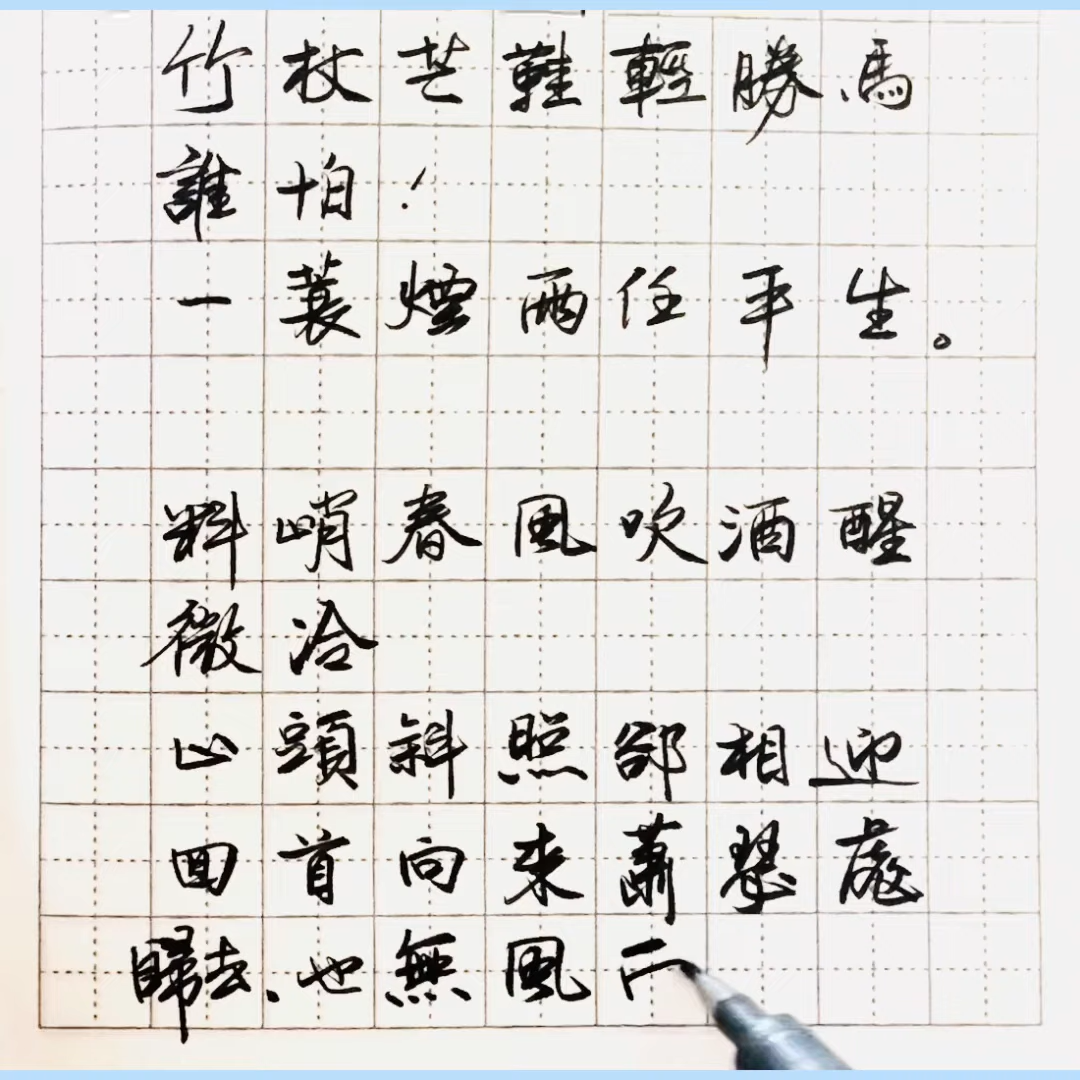 竹杖芒鞋輕勝馬
誰怕!
一蓑煙雨任平生。
料峭春風吹酒醒
微冷
山頭斜照卻相迎
回首向來蕭瑟處
歸去、也無風